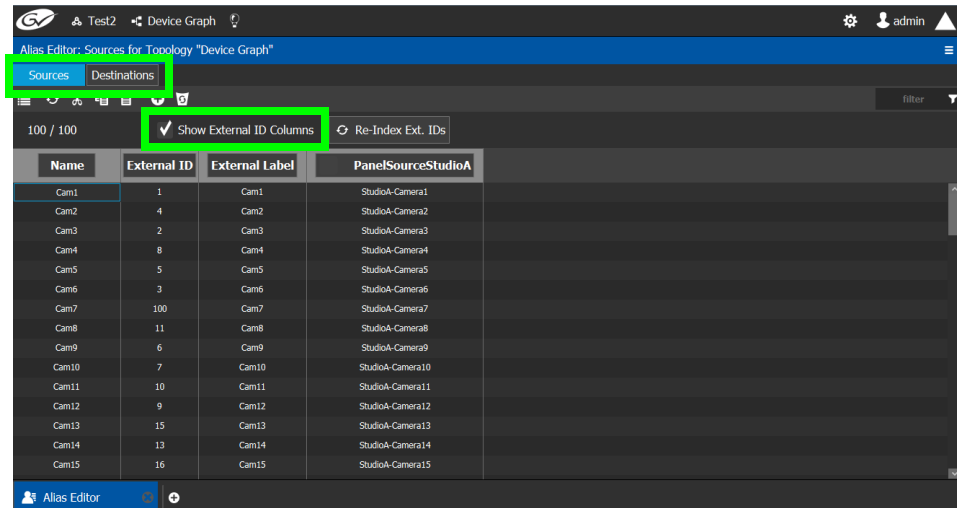 GV Test2 Device Graph admin
Alias Editor: Sources for Topology "Device Graph"
Sources Destinations
filter
100 / 100 Show External ID Columns Re-Index Ext. IDs
Name External ID External Label PanelSourceStudioA
Cam1 1 Cam1 StudioA-Camera1
Cam2 4 Cam2 StudioA-Camera2
Cam3 2 Cam3 StudioA-Camera3
Cam4 8 Cam4 StudioA-Camera4
Cam5 5 Cam5 StudioA-Camera5
Cam6 3 Cam6 StudioA-Camera6
Cam7 100 Cam7 StudioA-Camera7
Cam8 11 Cam8 StudioA-Camera8
Cam9 6 Cam9 StudioA-Camera9
Cam10 7 Cam10 StudioA-Camera10
Cam11 10 Cam11 StudioA-Camera11
Cam12 9 Cam12 StudioA-Camera12
Cam13 15 Cam13 StudioA-Camera13
Cam14 13 Cam14 StudioA-Camera14
Cam15 16 Cam15 StudioA-Camera15
Alias Editor